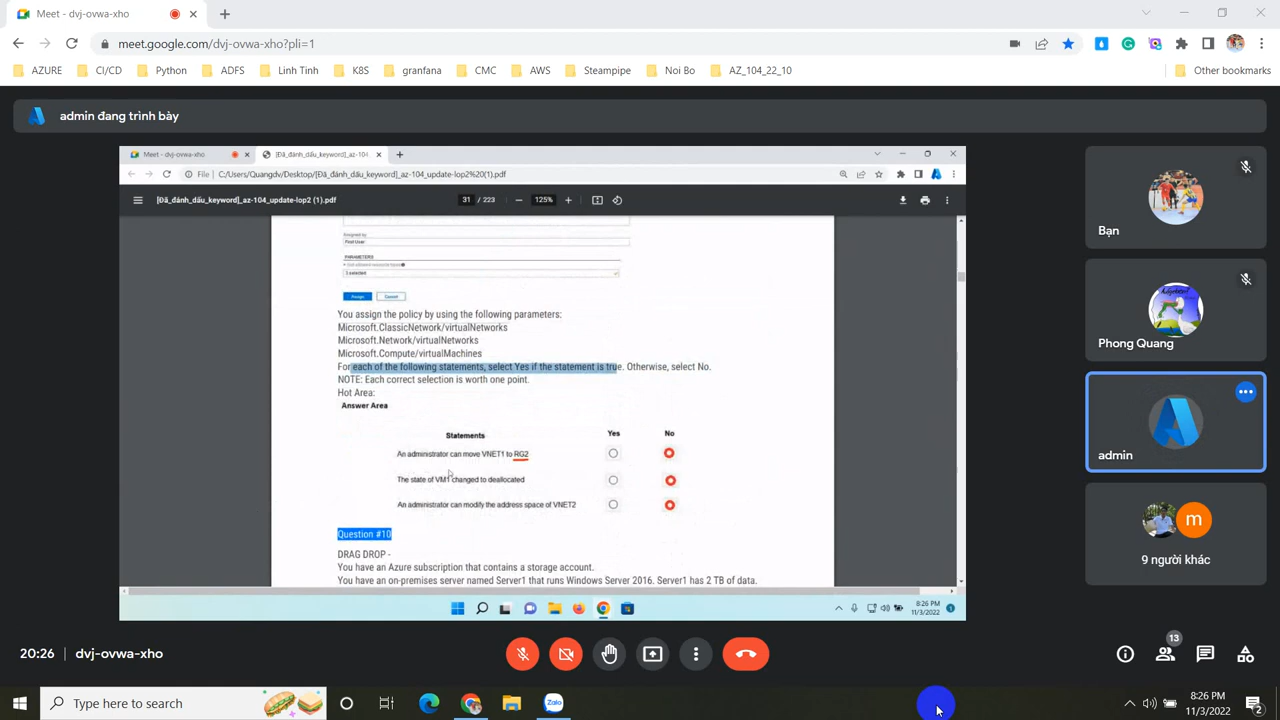 Meet - dvj-ovwa-xho
meet.google.com/dvj-ovwa-xho?pli=1
AZURE CI/CD Python ADFS Linh Tinh K8S granfana CMC AWS Steampipe Noi Bo AZ_104_22_10 Other bookmarks
admin đang trình bày
Meet - dvj-ovwa-xho [Đã_đánh_dấu_keyword]_az-104-l
File C:/Users/Quangdv/Desktop/[Đã_đánh_dấu_keyword]_az-104_update-lop2%20(1).pdf
[Đã_đánh_dấu_keyword]_az-104_update-lop2 (1).pdf 31 / 223 125%
Assigned by
First User
PARAMETERS
3 selected
Assign Cancel
You assign the policy by using the following parameters:
Microsoft.ClassicNetwork/virtualNetworks
Microsoft.Network/virtualNetworks
Microsoft.Compute/virtualMachines
For each of the following statements, select Yes if the statement is true. Otherwise, select No.
NOTE: Each correct selection is worth one point.
Hot Area:
Answer Area
Statements Yes No
An administrator can move VNET1 to RG2
The state of VM1 changed to deallocated
An administrator can modify the address space of VNET2
Question #10
DRAG DROP -
You have an Azure subscription that contains a storage account.
You have an on-premises server named Server1 that runs Windows Server 2016. Server1 has 2 TB of data.
8:26 PM
11/3/2022
1
Bạn
Phong Quang
admin
m
9 người khác
20:26 dvj-ovwa-xho
13
Type here to search
Zalo
8:26 PM
11/3/2022
2